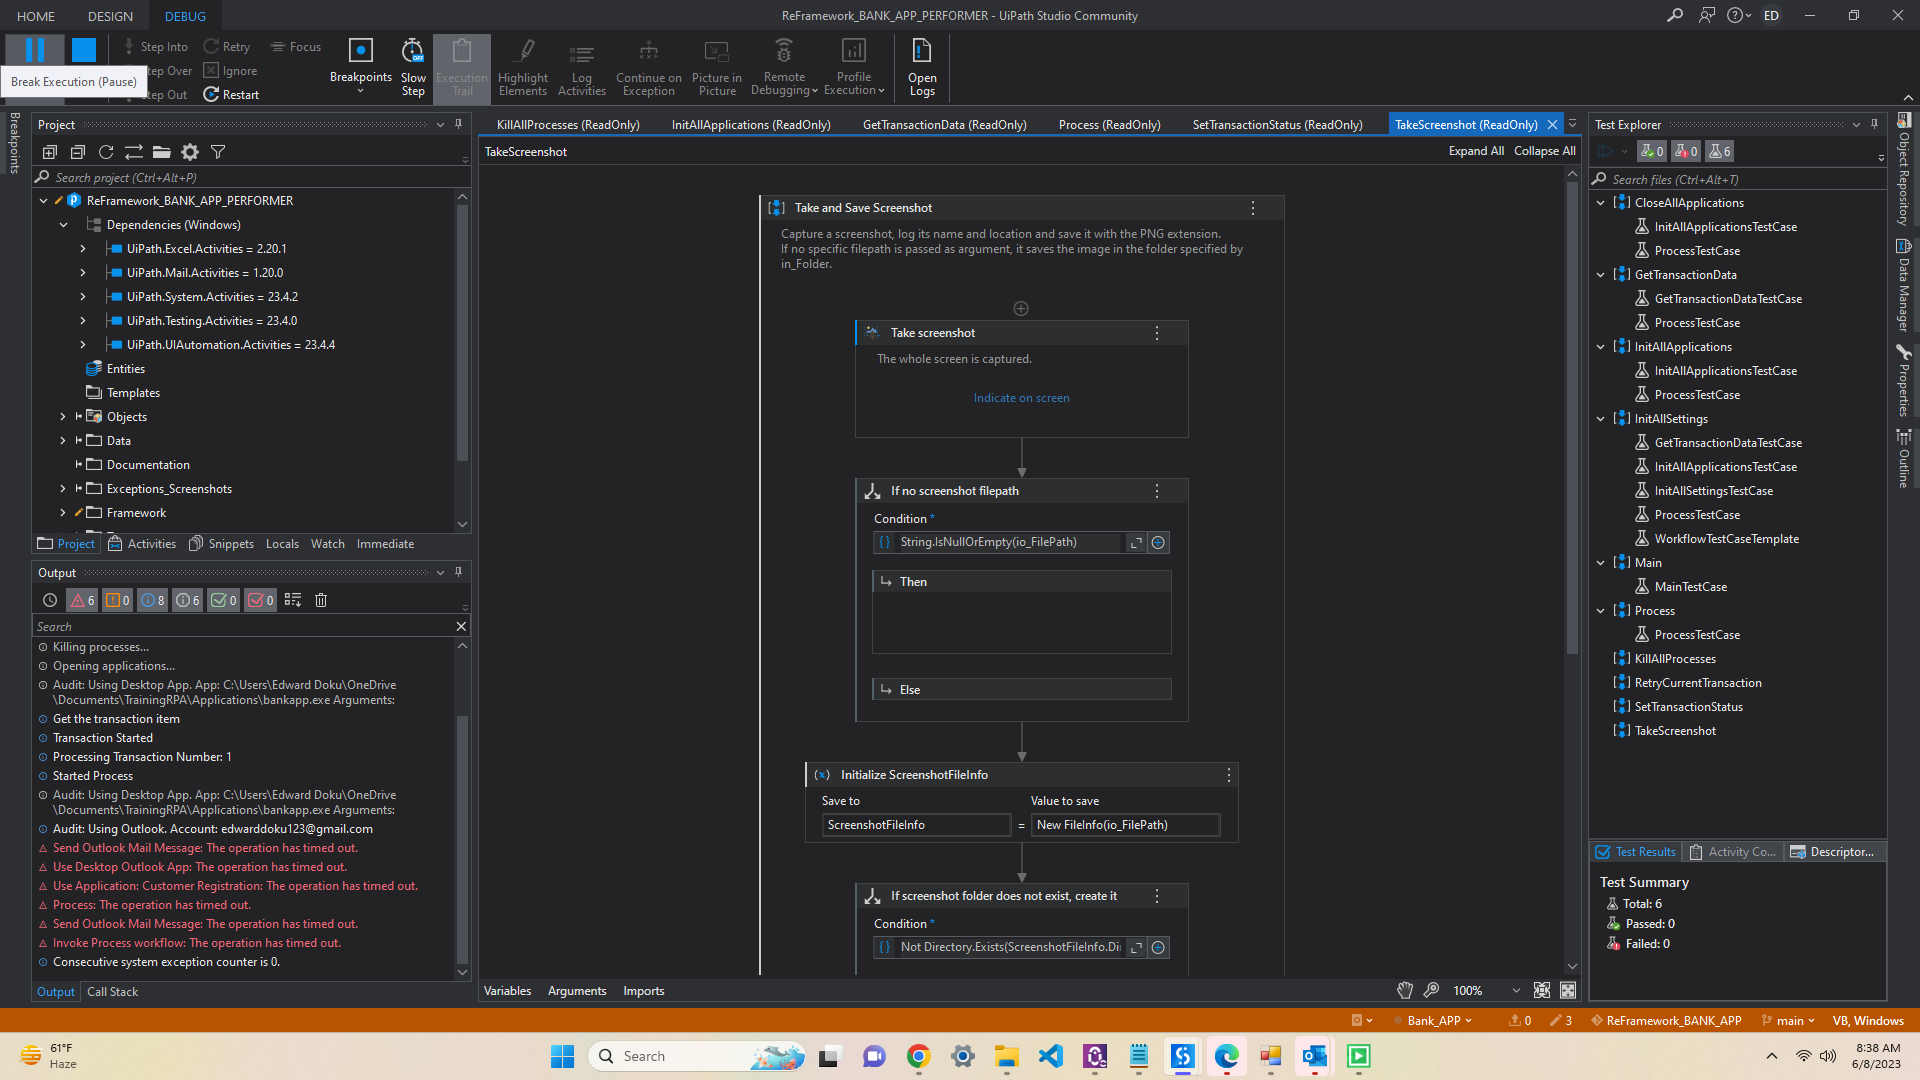 HOME DESIGN DEBUG ReFramework_BANK_APP_PERFORMER - UiPath Studio Community ED
Step Into Retry Focus
Step Over Ignore
Step Out Restart
Break Execution (Pause)
Breakpoints
Slow Step
Execution Trail
Highlight Elements
Log Activities
Continue on Exception
Picture in Picture
Remote Debugging
Profile Execution
Open Logs
Breakpoints
Project
Search project (Ctrl+Alt+P)
ReFramework_BANK_APP_PERFORMER
Dependencies (Windows)
UiPath.Excel.Activities = 2.20.1
UiPath.Mail.Activities = 1.20.0
UiPath.System.Activities = 23.4.2
UiPath.Testing.Activities = 23.4.0
UiPath.UIAutomation.Activities = 23.4.4
Entities
Templates
Objects
Data
Documentation
Exceptions_Screenshots
Framework
Project Activities Snippets Locals Watch Immediate
Output
6 0 8 6 0 0
Search
Killing processes...
Opening applications...
Audit: Using Desktop App. App: C:\Users\Edward Doku\OneDrive
\Documents\TrainingRPA\Applications\bankapp.exe Arguments:
Get the transaction item
Transaction Started
Processing Transaction Number: 1
Started Process
Audit: Using Desktop App. App: C:\Users\Edward Doku\OneDrive
\Documents\TrainingRPA\Applications\bankapp.exe Arguments:
Audit: Using Outlook. Account: edwarddoku123@gmail.com
Send Outlook Mail Message: The operation has timed out.
Use Desktop Outlook App: The operation has timed out.
Use Application: Customer Registration: The operation has timed out.
Process: The operation has timed out.
Send Outlook Mail Message: The operation has timed out.
Invoke Process workflow: The operation has timed out.
Consecutive system exception counter is 0.
Output Call Stack
KillAllProcesses (ReadOnly) InitAllApplications (ReadOnly) GetTransactionData (ReadOnly) Process (ReadOnly) SetTransactionStatus (ReadOnly) TakeScreenshot (ReadOnly)
TakeScreenshot Expand All Collapse All
Take and Save Screenshot
Capture a screenshot, log its name and location and save it with the PNG extension.
If no specific filepath is passed as argument, it saves the image in the folder specified by
in_Folder.
Take screenshot
The whole screen is captured.
Indicate on screen
If no screenshot filepath
Condition *
String.IsNullOrEmpty(io_FilePath)
Then
Else
Initialize ScreenshotFileInfo
Save to Value to save
ScreenshotFileInfo = New FileInfo(io_FilePath)
If screenshot folder does not exist, create it
Condition *
Not Directory.Exists(ScreenshotFileInfo.Di
Variables Arguments Imports 100%
Test Explorer
0 0 6
Search files (Ctrl+Alt+T)
CloseAllApplications
InitAllApplicationsTestCase
ProcessTestCase
GetTransactionData
GetTransactionDataTestCase
ProcessTestCase
InitAllApplications
InitAllApplicationsTestCase
ProcessTestCase
InitAllSettings
GetTransactionDataTestCase
InitAllApplicationsTestCase
InitAllSettingsTestCase
ProcessTestCase
WorkflowTestCaseTemplate
Main
MainTestCase
Process
ProcessTestCase
KillAllProcesses
RetryCurrentTransaction
SetTransactionStatus
TakeScreenshot
Test Results Activity Co... Descriptor...
Test Summary
Total: 6
Passed: 0
Failed: 0
Object Repository
Data Manager
Properties
Outline
Bank_APP 0 3 ReFramework_BANK_APP main VB, Windows
61°F
Haze
Search
8:38 AM
6/8/2023